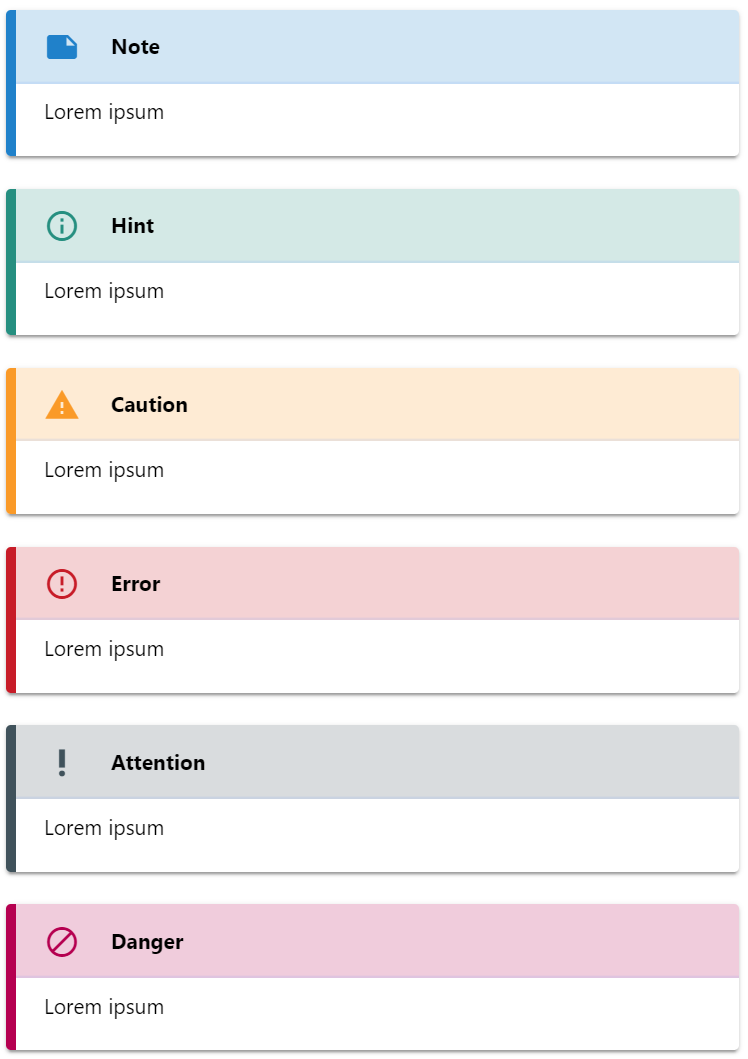 Note
Lorem ipsum
Hint
Lorem ipsum
Caution
Lorem ipsum
Error
Lorem ipsum
Attention
Lorem ipsum
Danger
Lorem ipsum